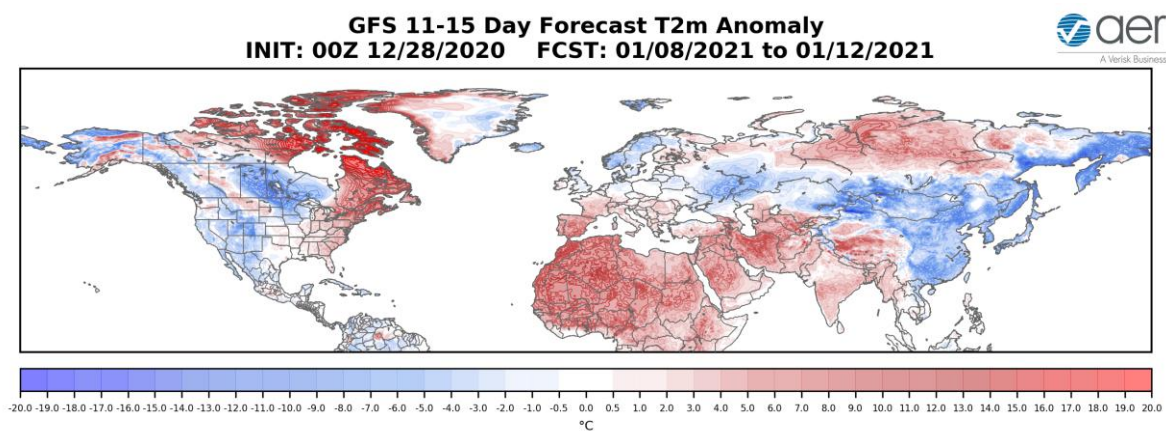 GFS 11-15 Day Forecast T2m Anomaly
INIT: 00Z 12/28/2020 FCST: 01/08/2021 to 01/12/2021
aer
A Verisk Business
-20.0 -19.0 -18.0 -17.0 -16.0 -15.0 -14.0 -13.0 -12.0 -11.0 -10.0 -9.0 -8.0 -7.0 -6.0 -5.0 -4.0 -3.0 -2.0 -1.0 -0.5 0.0 0.5 1.0 2.0 3.0 4.0 5.0 6.0 7.0 8.0 9.0 10.0 11.0 12.0 13.0 14.0 15.0 16.0 17.0 18.0 19.0 20.0
°C